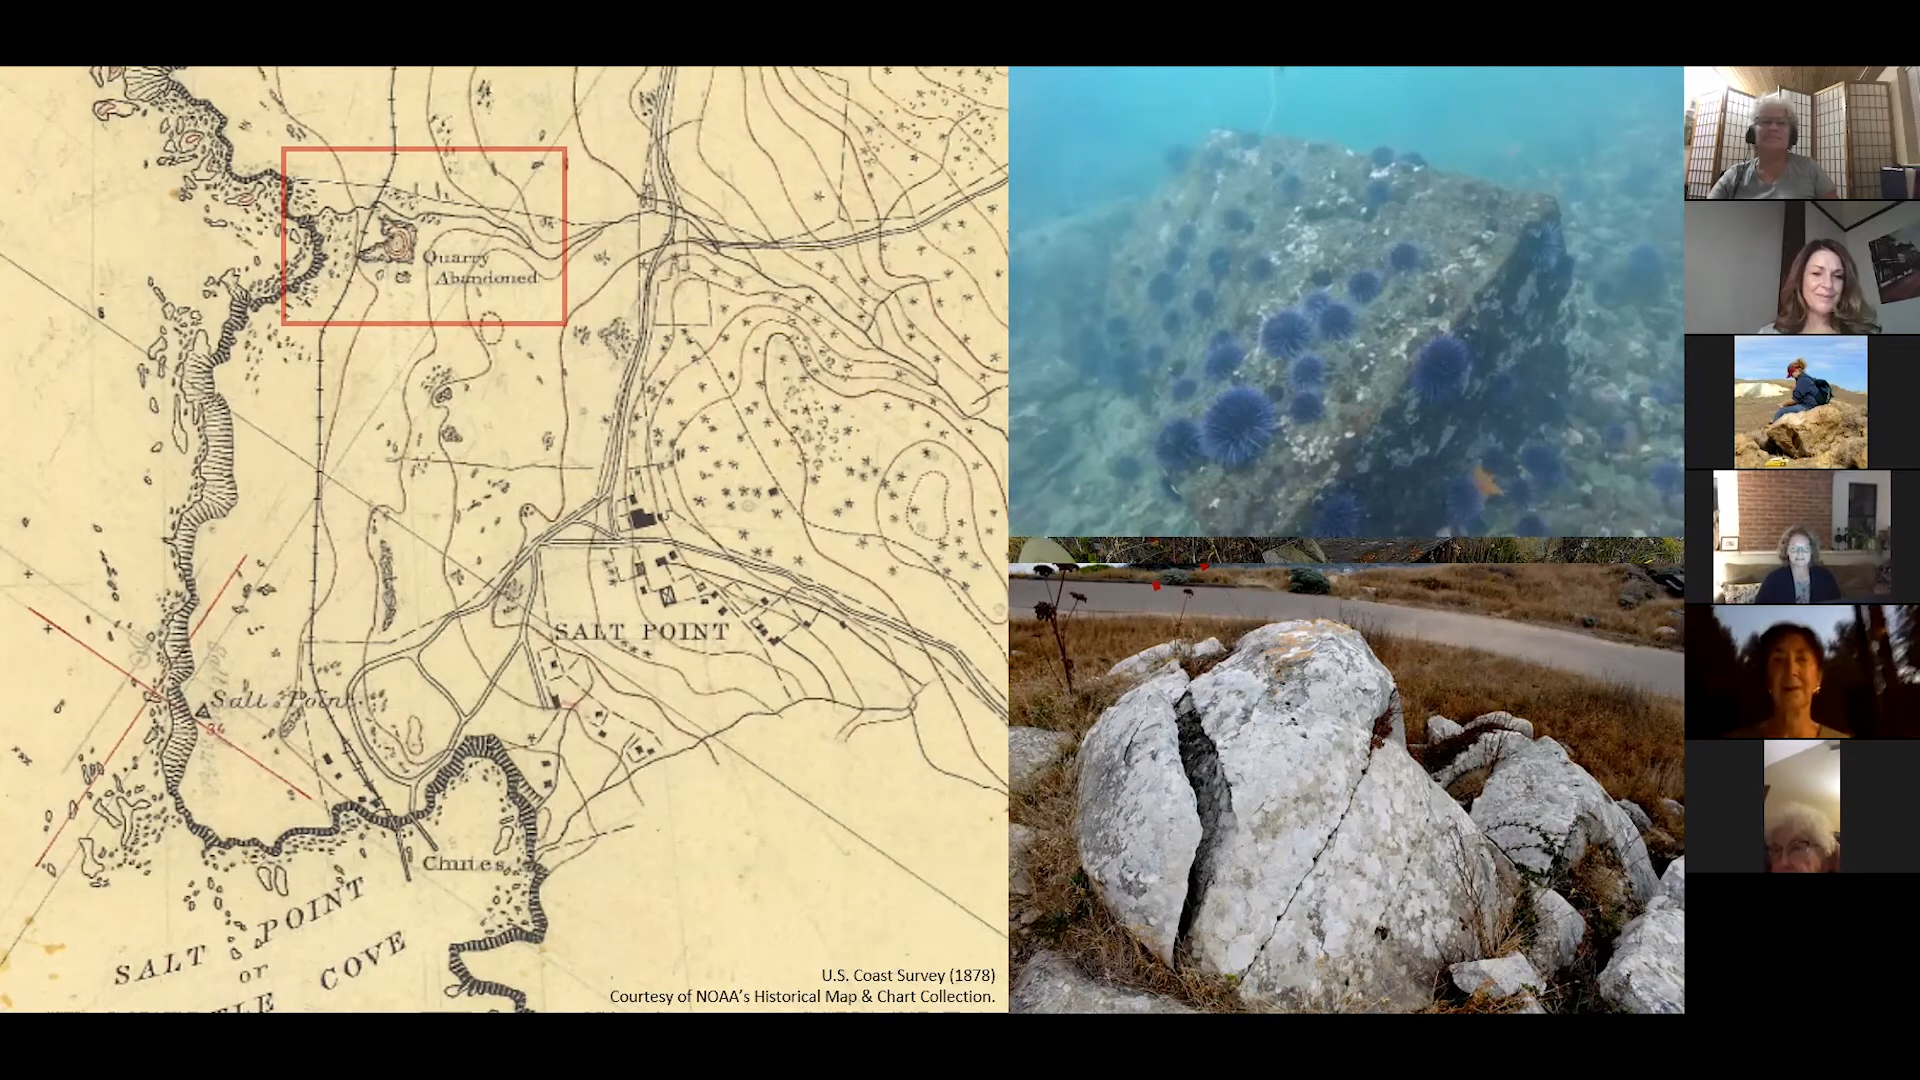 Quarry
Abandoned
SALT POINT
Salt Point
34
Chutes
SALT POINT
or
COVE
U.S. Coast Survey (1878)
Courtesy of NOAA's Historical Map & Chart Collection.